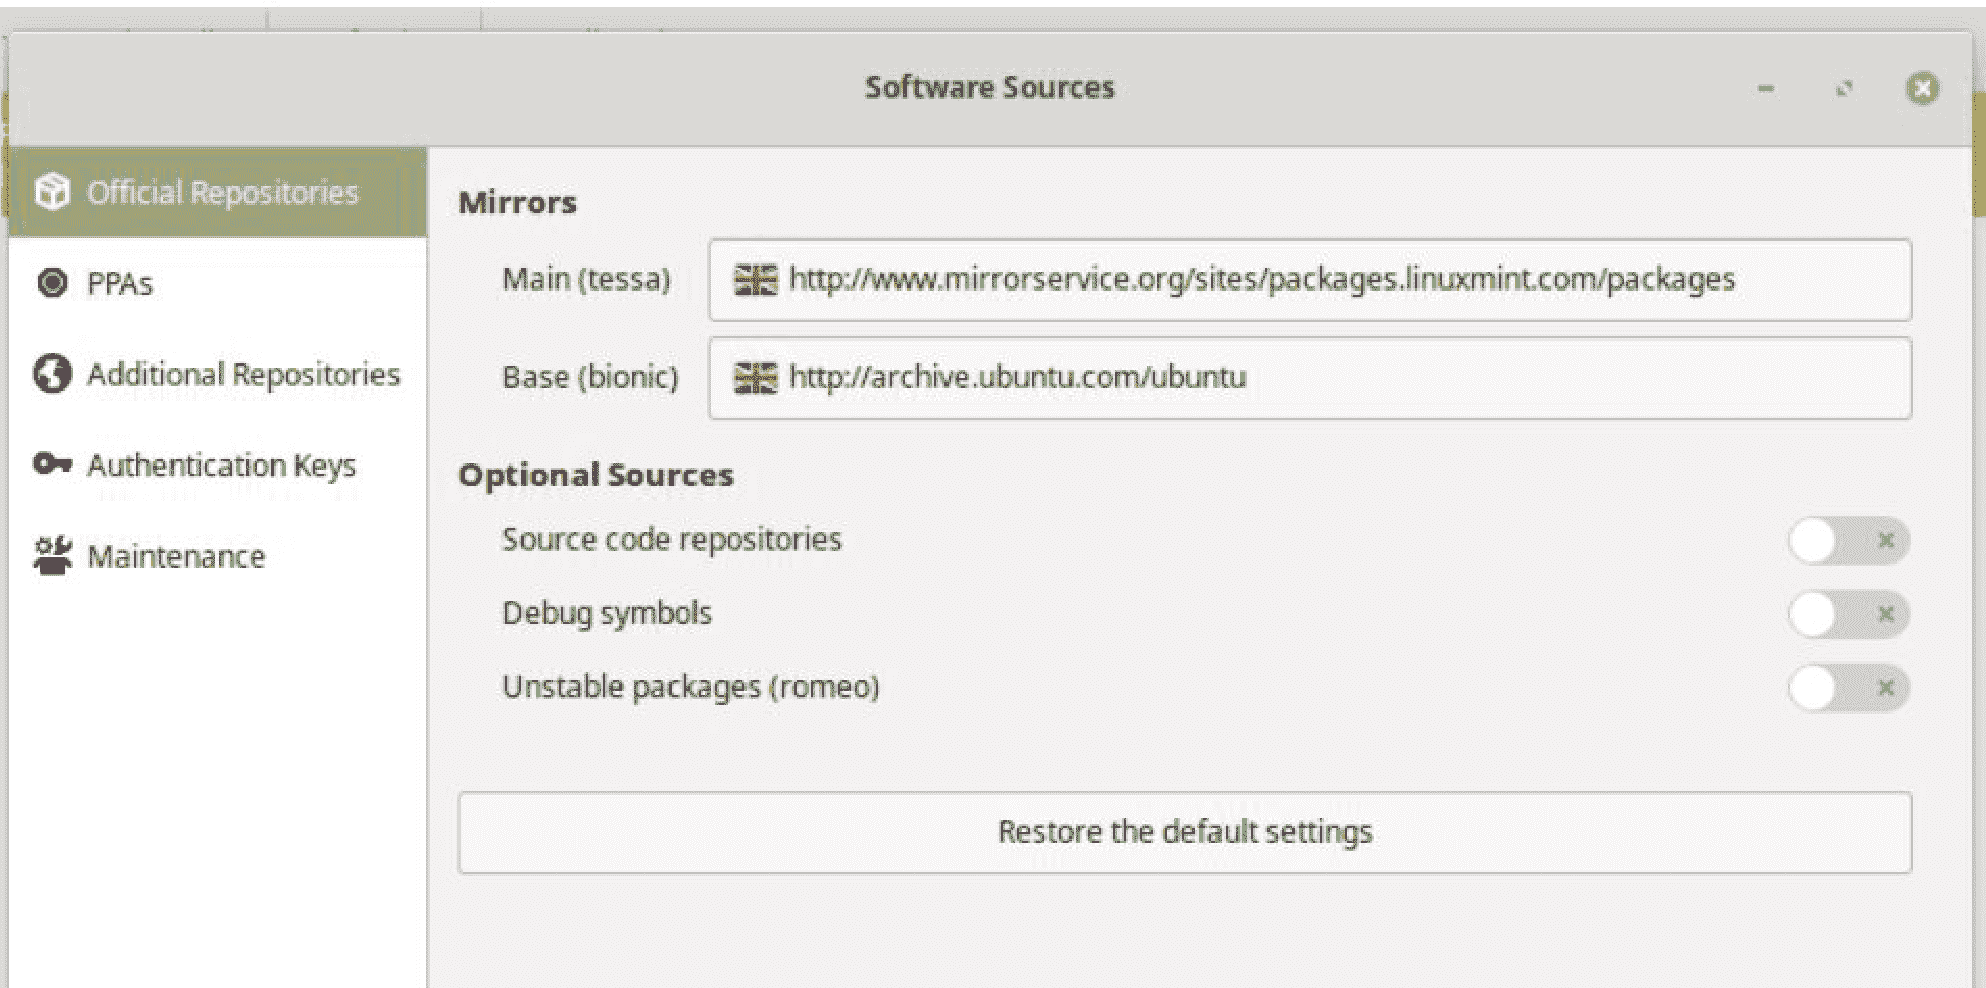 Software Sources
Official Repositories
PPAs
Additional Repositories
Authentication Keys
Maintenance
Mirrors
Main (tessa) http://www.mirrorservice.org/sites/packages.linuxmint.com/packages
Base (bionic) http://archive.ubuntu.com/ubuntu
Optional Sources
Source code repositories
Debug symbols
Unstable packages (romeo)
Restore the default settings